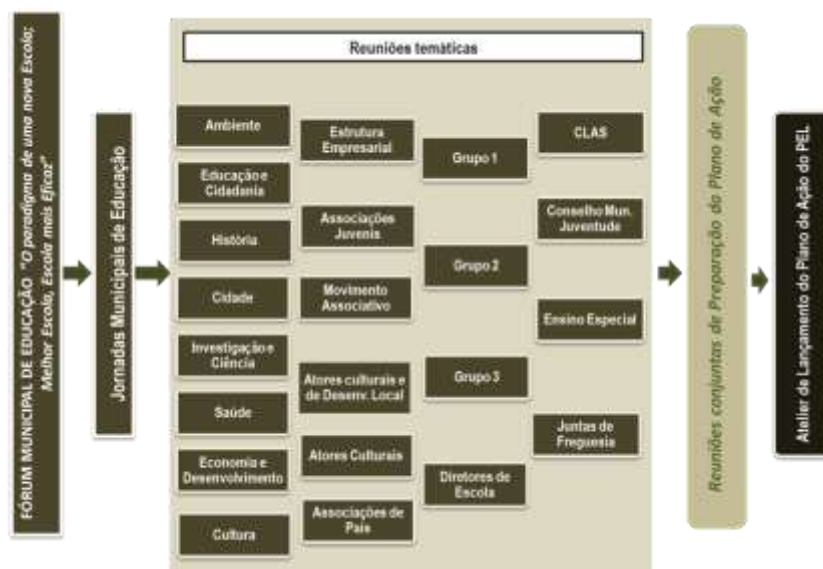 FÓRUM MUNICIPAL DE EDUCAÇÃO "O paradigma de uma nova Escola;
Melhor Escola, Escola mais Eficaz"
Jornadas Municipais de Educação
Reuniões temáticas
Ambiente
Educação e
Cidadania
História
Cidade
Investigação e
Ciência
Saúde
Economia e
Desenvolvimento
Cultura
Estrutura
Empresarial
Associações
Juvenis
Movimento
Associativo
Atores culturais e
de Desenv. Local
Atores Culturais
Associações de
Pais
Grupo 1
Grupo 2
Grupo 3
Diretores de
Escola
CLAS
Conselho Mun.
Juventude
Ensino Especial
Juntas de
Freguesia
Reuniões conjuntas de Preparação do Plano de Ação
Atelier de Lançamento do Plano de Ação do PEL